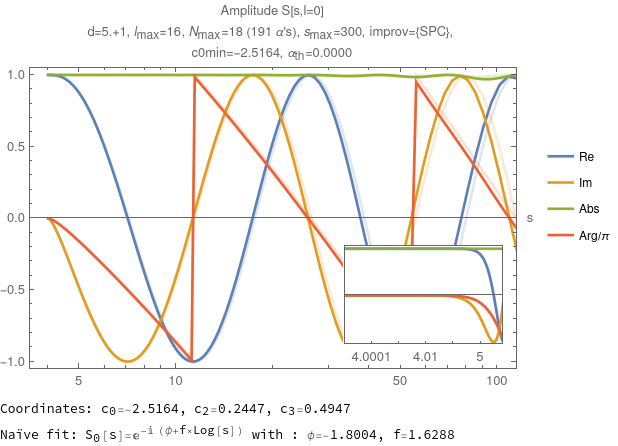 Amplitude S[s,l=0]
d=5.+1, lmax=16, Nmax=18 (191 α's), smax=300, improv={SPC},
c0min=-2.5164, αth=0.0000
1.0
0.5
0.0
-0.5
-1.0
s
Re
Im
Abs
Arg/π
4.0001 4.01 5
5 10 50 100
Coordinates: c0=-2.5164, c2=0.2447, c3=0.4947
Naïve fit: S0[s]=e^-i (ϕ+f×Log[s]) with : ϕ=-1.8004, f=1.6288